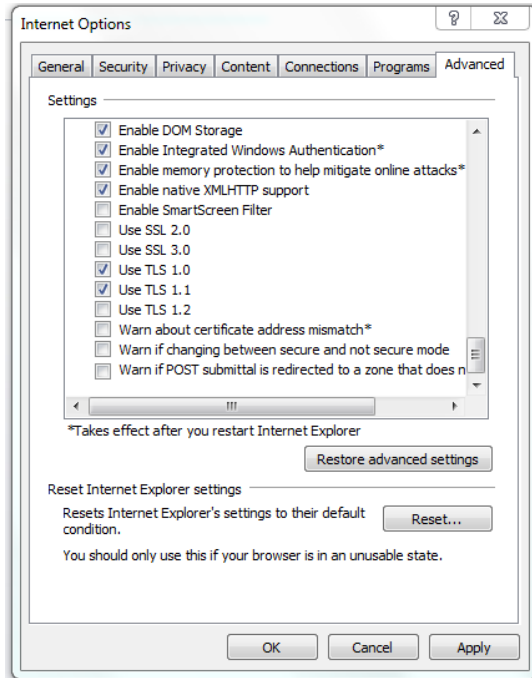 Internet Options
General Security Privacy Content Connections Programs Advanced
Settings
Enable DOM Storage
Enable Integrated Windows Authentication*
Enable memory protection to help mitigate online attacks*
Enable native XMLHTTP support
Enable SmartScreen Filter
Use SSL 2.0
Use SSL 3.0
Use TLS 1.0
Use TLS 1.1
Use TLS 1.2
Warn about certificate address mismatch*
Warn if changing between secure and not secure mode
Warn if POST submittal is redirected to a zone that does n
*Takes effect after you restart Internet Explorer
Restore advanced settings
Reset Internet Explorer settings
Resets Internet Explorer's settings to their default
condition.
Reset...
You should only use this if your browser is in an unusable state.
OK Cancel Apply